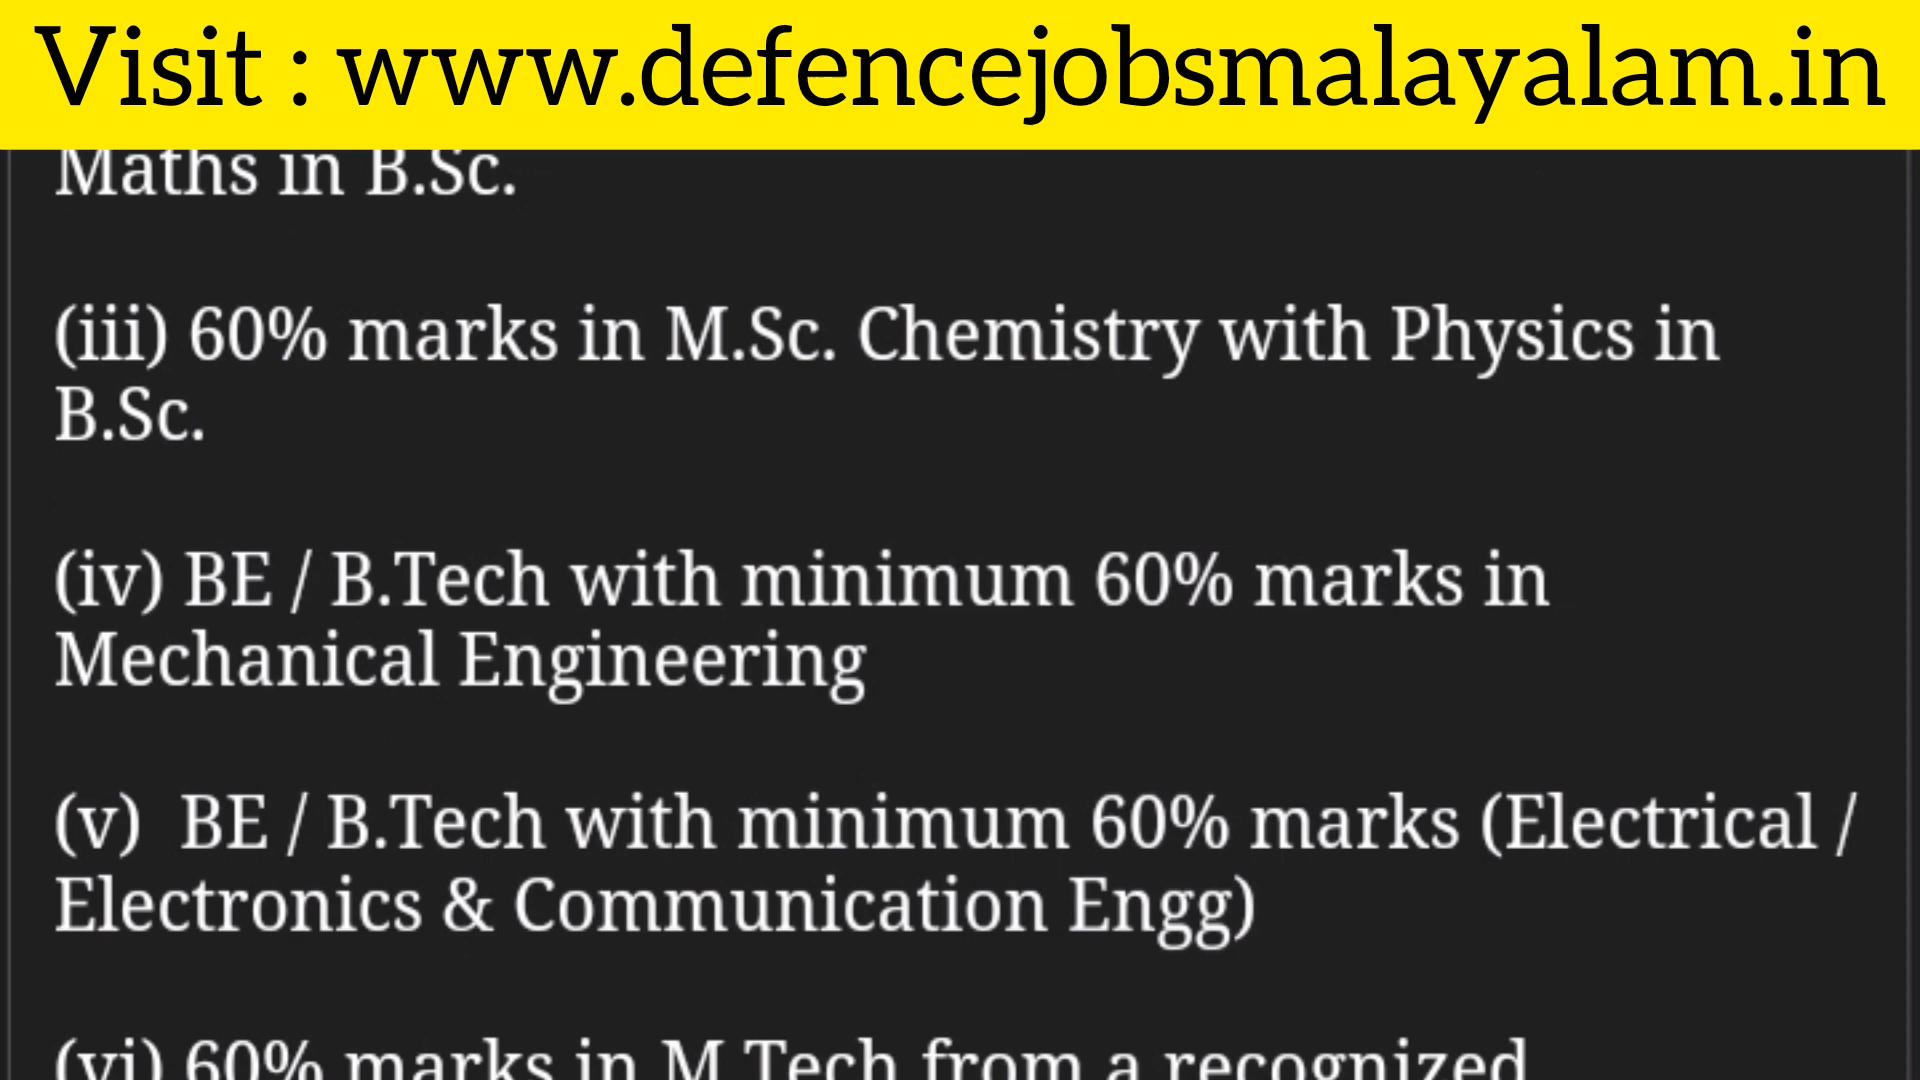 Visit : www.defencejobsmalayalam.in
Maths in B.Sc.
(iii) 60% marks in M.Sc. Chemistry with Physics in
B.Sc.
(iv) BE / B.Tech with minimum 60% marks in
Mechanical Engineering
(v) BE / B.Tech with minimum 60% marks (Electrical /
Electronics & Communication Engg)
(vi) 60% marks in M Tech from a recognized